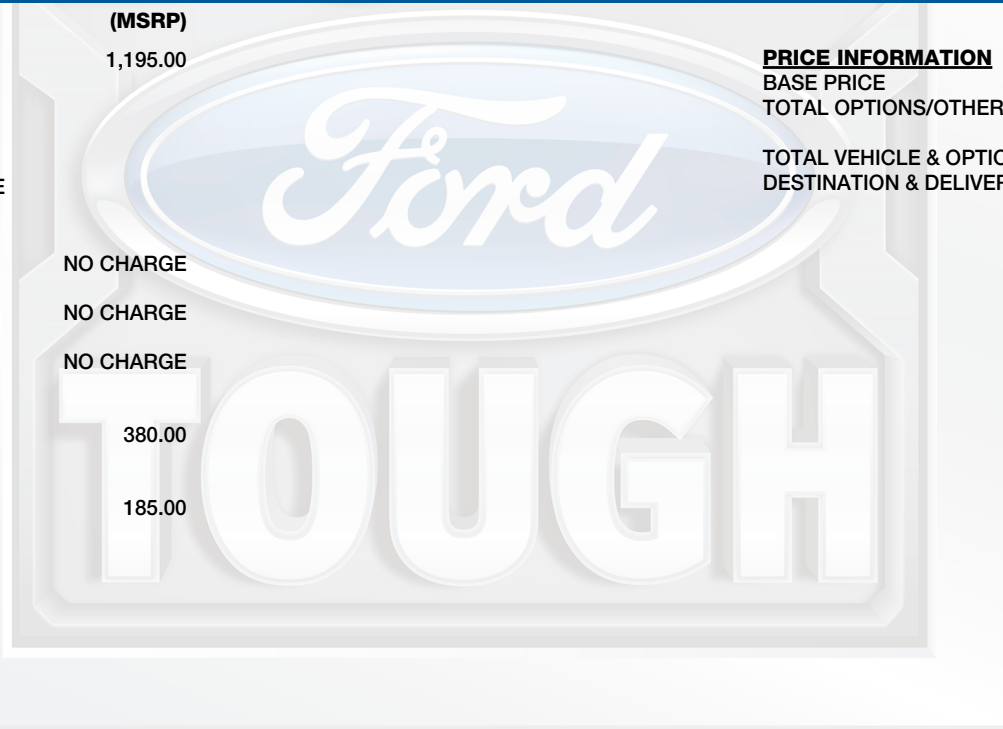 (MSRP)
1,195.00
E
NO CHARGE
NO CHARGE
NO CHARGE
380.00
185.00
PRICE INFORMATION
BASE PRICE
TOTAL OPTIONS/OTHER
TOTAL VEHICLE & OPTIO
DESTINATION & DELIVER
Ford
TOUGH